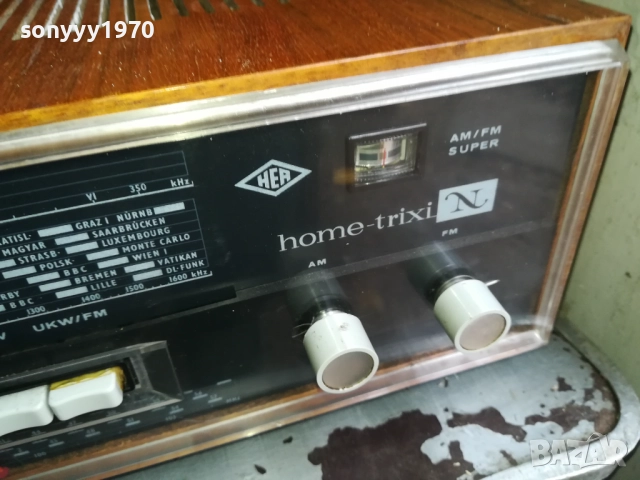 sonyyy1970
AM/FM
SUPER
HEA
VI 350 kHz
home-trixi N
AM
FM
ATISL. GRAZ I NÜRNB
MAGYAR SAARBRÜCKEN
STRASB. LUXEMBOURG
POLSK. MONTE CARLO
BBC WIEN I
RBY BREMEN VATIKAN
BBC LILLE DL-FUNK
1300 1400 1500 1600 kHz
UKW/FM
BAZAR